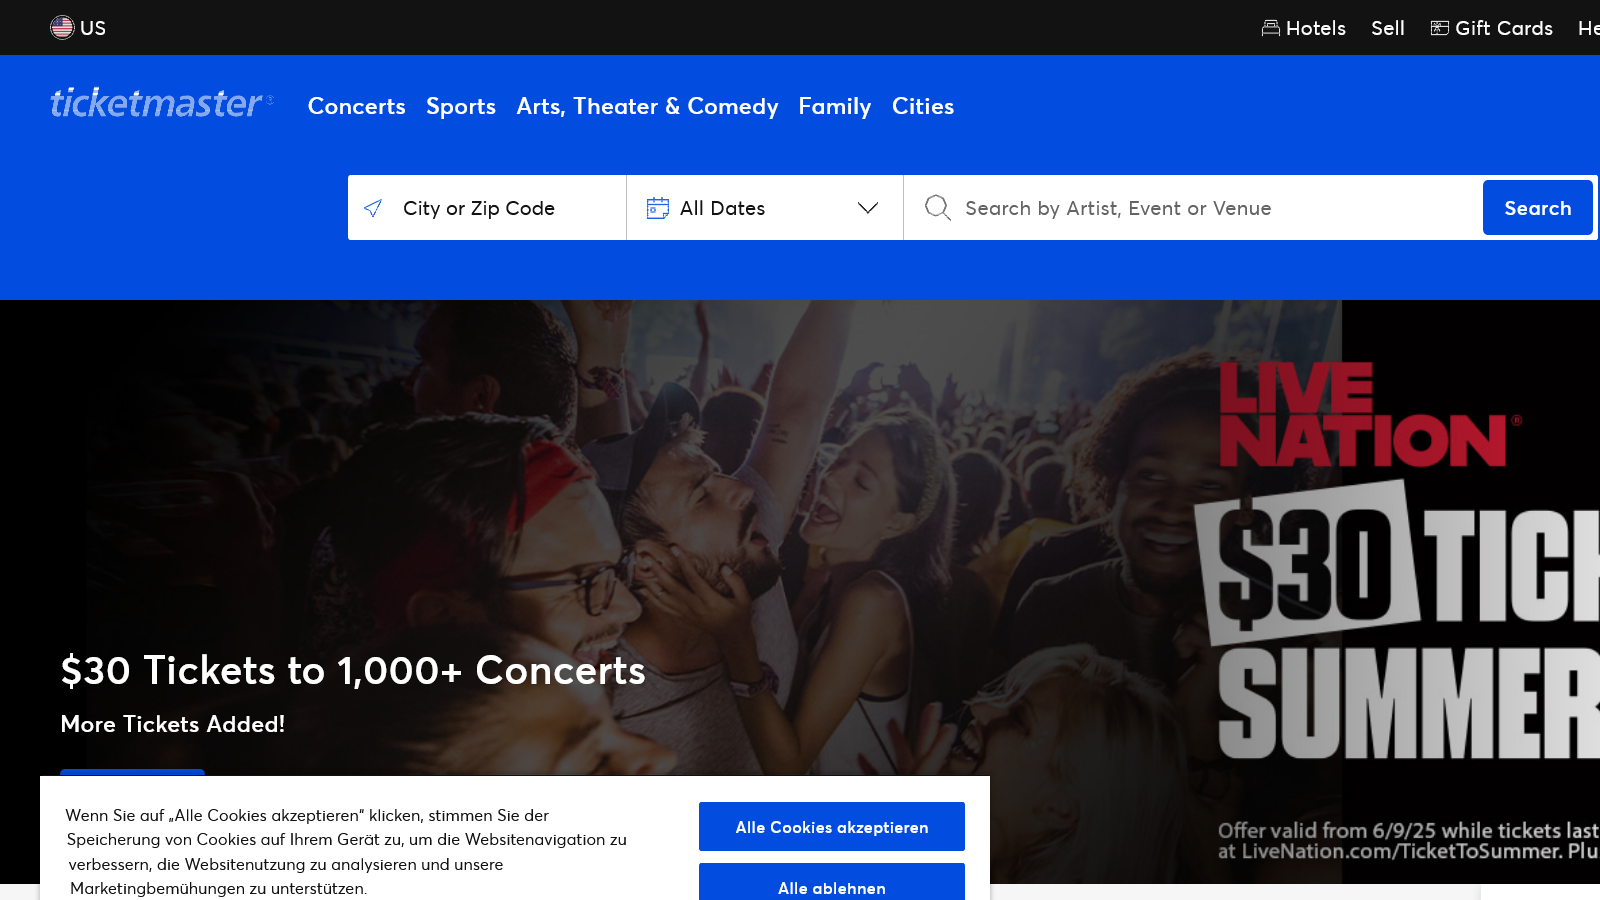 US
Hotels Sell Gift Cards
ticketmaster®
Concerts Sports Arts, Theater & Comedy Family Cities
City or Zip Code All Dates Search by Artist, Event or Venue Search
LIVE
NATION®
$30
$30 Tickets to 1,000+ Concerts
SUMMER
More Tickets Added!
Wenn Sie auf „Alle Cookies akzeptieren“ klicken, stimmen Sie der
Speicherung von Cookies auf Ihrem Gerät zu, um die Websitenavigation zu
verbessern, die Websitenutzung zu analysieren und unsere
Marketingbemühungen zu unterstützen.
Alle Cookies akzeptieren
Alle ablehnen
Offer valid from 6/9/25 while tickets last
at LiveNation.com/TicketToSummer.